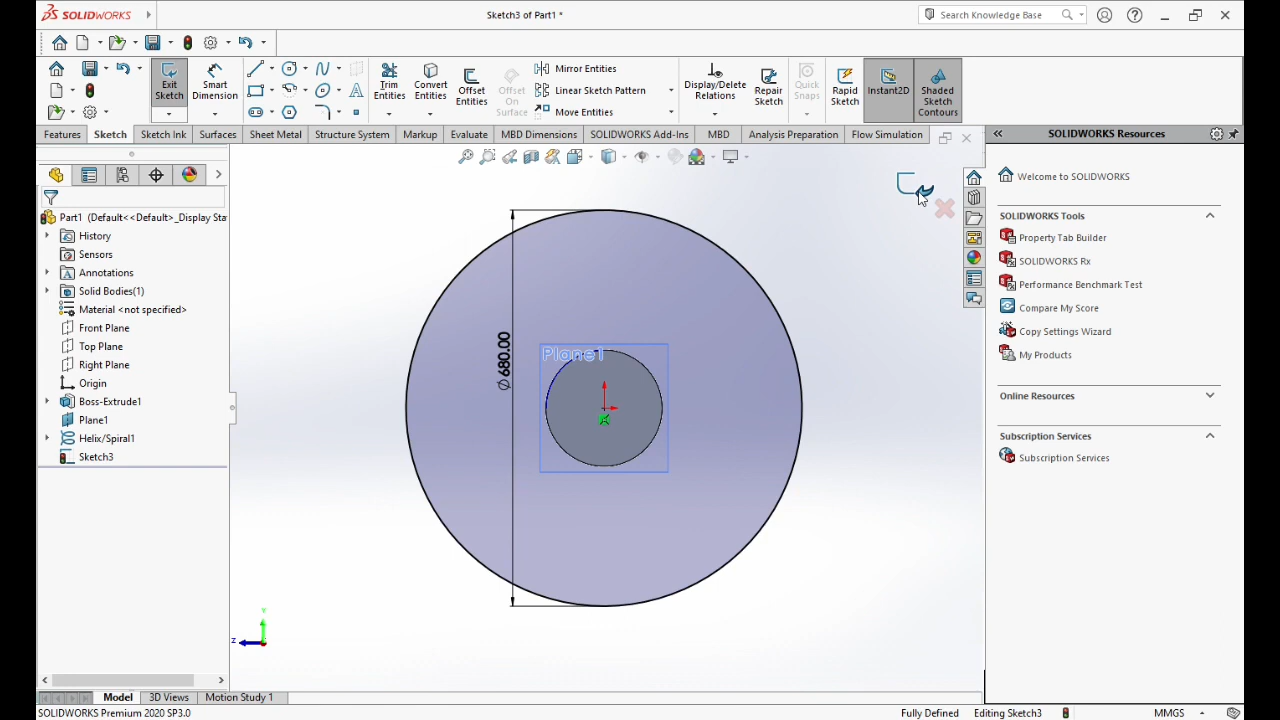 SOLIDWORKS
Sketch3 of Part1 *
Search Knowledge Base
Exit Sketch
Smart Dimension
Trim Entities
Convert Entities
Offset Entities
Offset On Surface
Mirror Entities
Linear Sketch Pattern
Move Entities
Display/Delete Relations
Repair Sketch
Quick Snaps
Rapid Sketch
Instant2D
Shaded Sketch Contours
Features
Sketch
Sketch Ink
Surfaces
Sheet Metal
Structure System
Markup
Evaluate
MBD Dimensions
SOLIDWORKS Add-Ins
MBD
Analysis Preparation
Flow Simulation
SOLIDWORKS Resources
Part1 (Default<<Default>_Display Sta
History
Sensors
Annotations
Solid Bodies(1)
Material <not specified>
Front Plane
Top Plane
Right Plane
Origin
Boss-Extrude1
Plane1
Helix/Spiral1
Sketch3
Ø680.00
Plane1
Y
Z
Welcome to SOLIDWORKS
SOLIDWORKS Tools
Property Tab Builder
SOLIDWORKS Rx
Performance Benchmark Test
Compare My Score
Copy Settings Wizard
My Products
Online Resources
Subscription Services
Subscription Services
Model
3D Views
Motion Study 1
SOLIDWORKS Premium 2020 SP3.0
Fully Defined
Editing Sketch3
MMGS